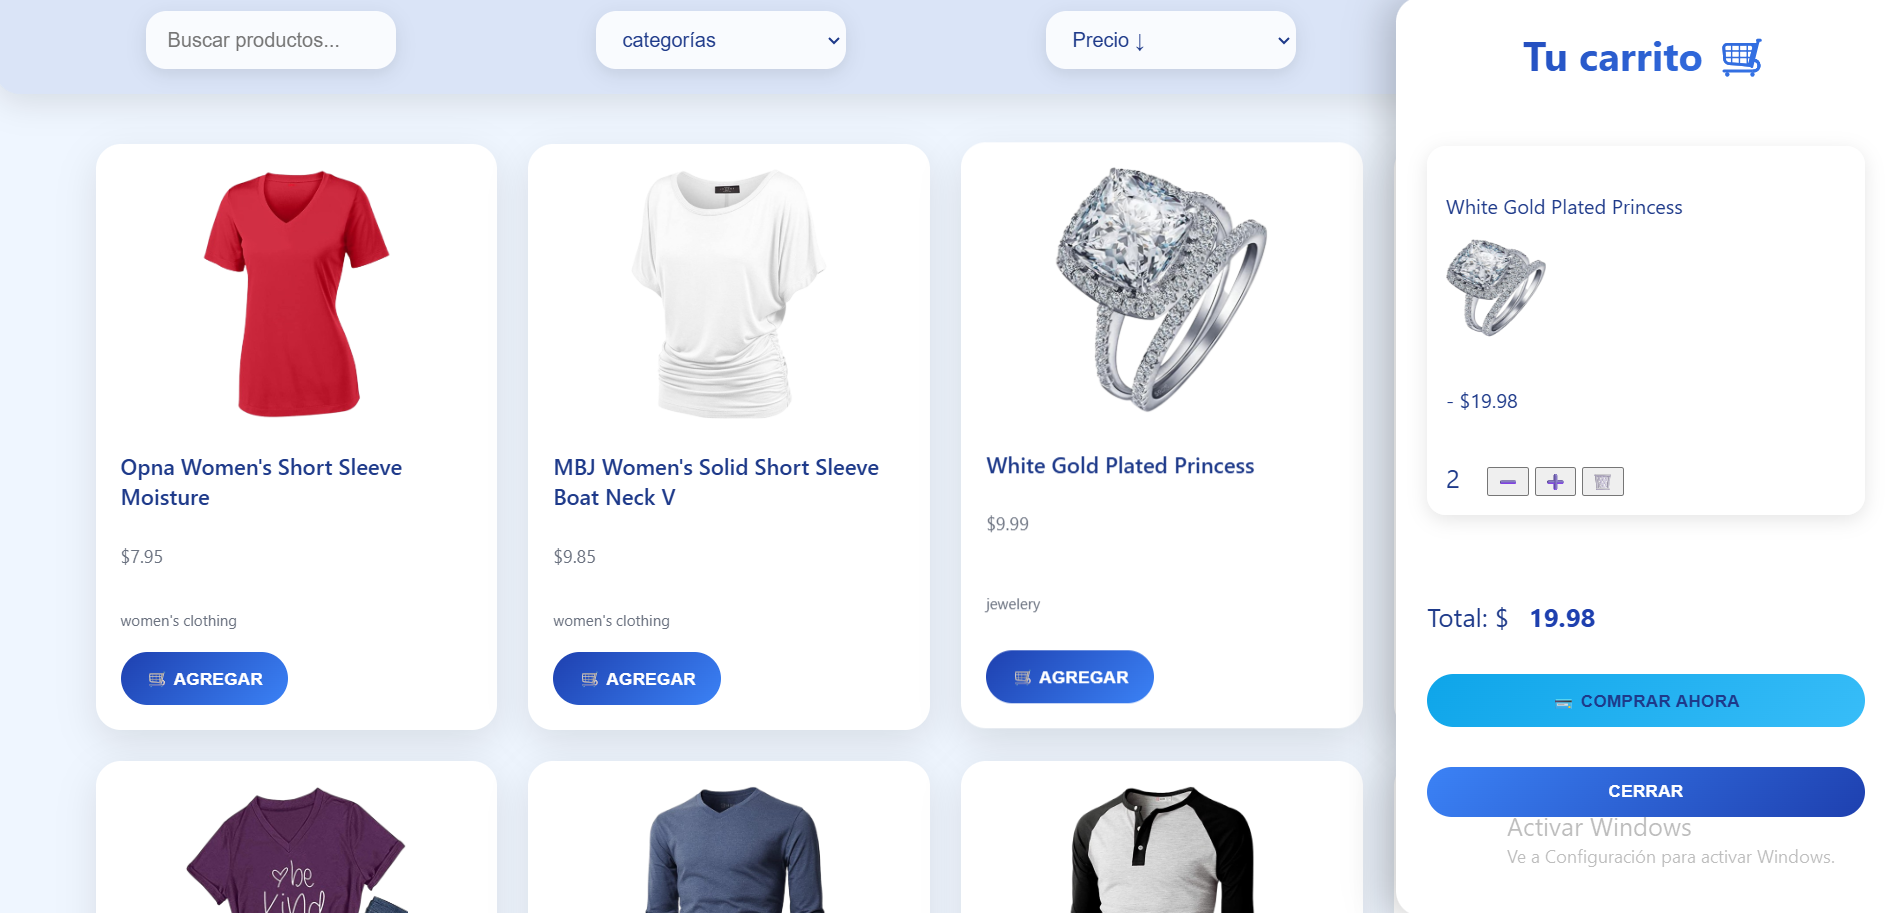 Buscar productos...
categorías
Precio ↓
Tu carrito
Opna Women's Short Sleeve
Moisture
$7.95
women's clothing
AGREGAR
MBJ Women's Solid Short Sleeve
Boat Neck V
$9.85
women's clothing
AGREGAR
White Gold Plated Princess
$9.99
jewelery
AGREGAR
be
kind
White Gold Plated Princess
- $19.98
2
Total: $ 19.98
COMPRAR AHORA
CERRAR
Activar Windows
Ve a Configuración para activar Windows.